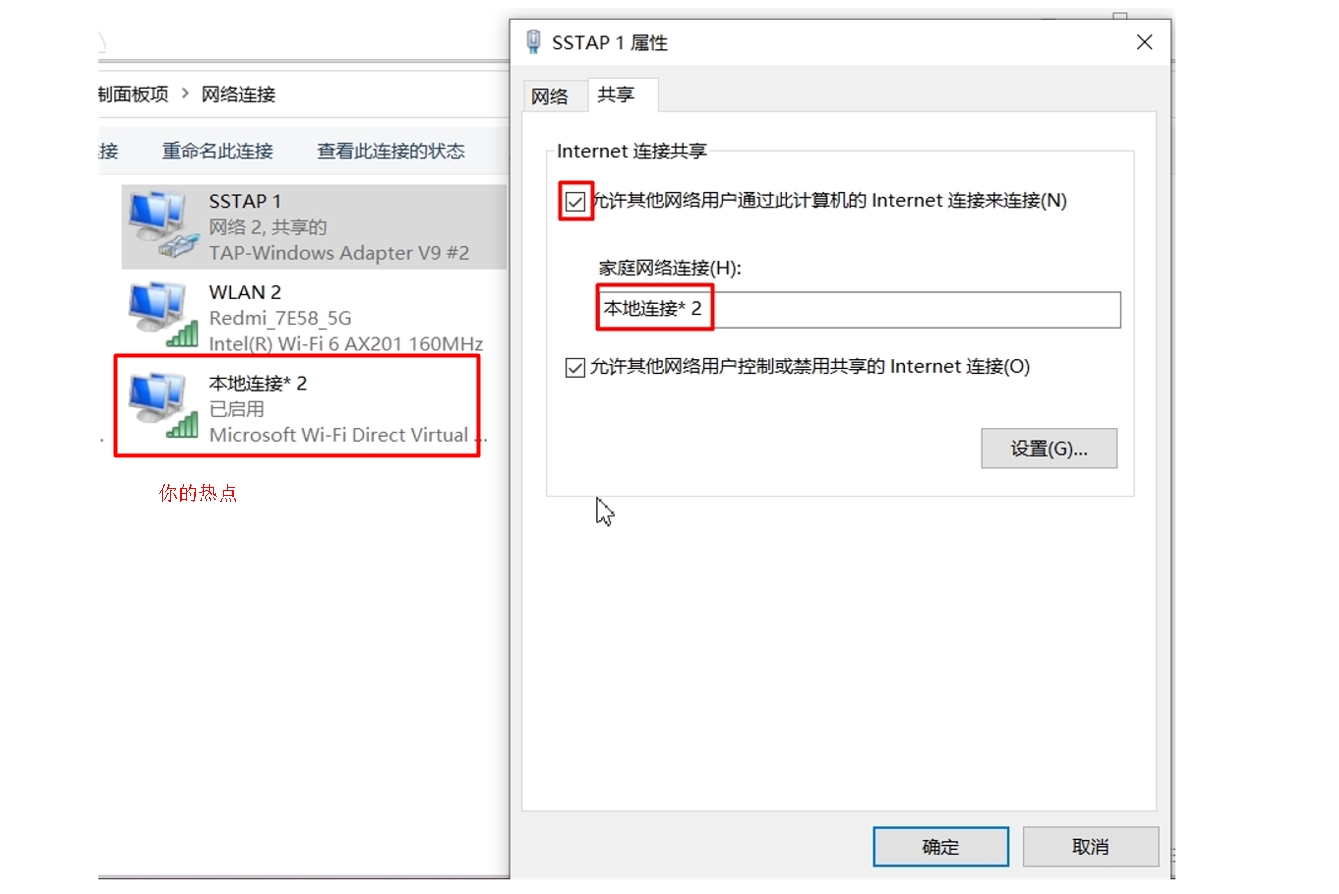 SSTAP 1 属性
制面板项 > 网络连接
接 重命名此连接 查看此连接的状态
SSTAP 1
网络 2, 共享的
TAP-Windows Adapter V9 #2
WLAN 2
Redmi_7E58_5G
Intel(R) Wi-Fi 6 AX201 160MHz
本地连接* 2
已启用
Microsoft Wi-Fi Direct Virtual ...
你的热点
网络 共享
Internet 连接共享
允许其他网络用户通过此计算机的 Internet 连接来连接(N)
家庭网络连接(H):
本地连接* 2
允许其他网络用户控制或禁用共享的 Internet 连接(O)
设置(G)...
确定 取消